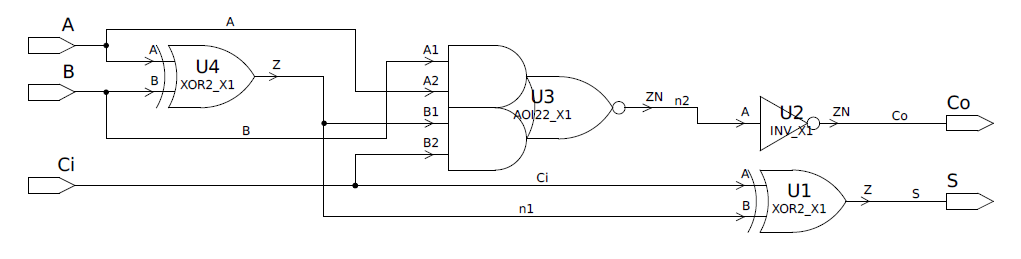 A
A
A
U4
XOR2_X1
Z
B
B
B
A1
A2
B1
B2
U3
AOI22_X1
ZN
n2
A
U2
INV_X1
ZN
Co
Co
Ci
Ci
n1
A
B
U1
XOR2_X1
Z
S
S